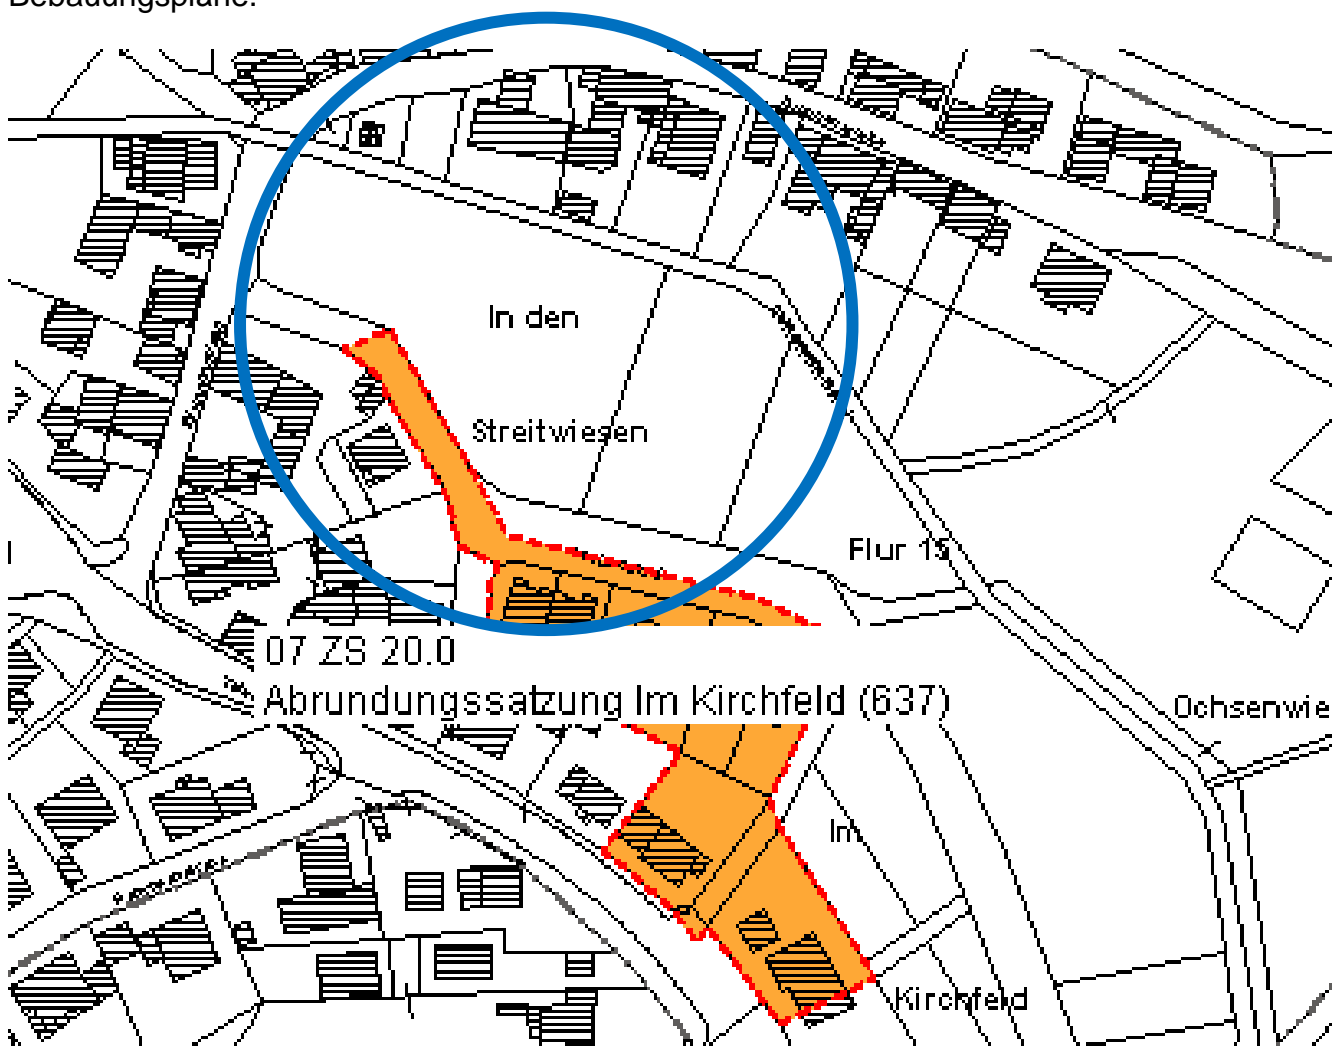 Bebauungspläne:
In den
Streitwiesen
Flur 15
07 ZS 20.0
Abrundungssatzung Im Kirchfeld (637)
Ochsenwie
Im
Kirchfeld